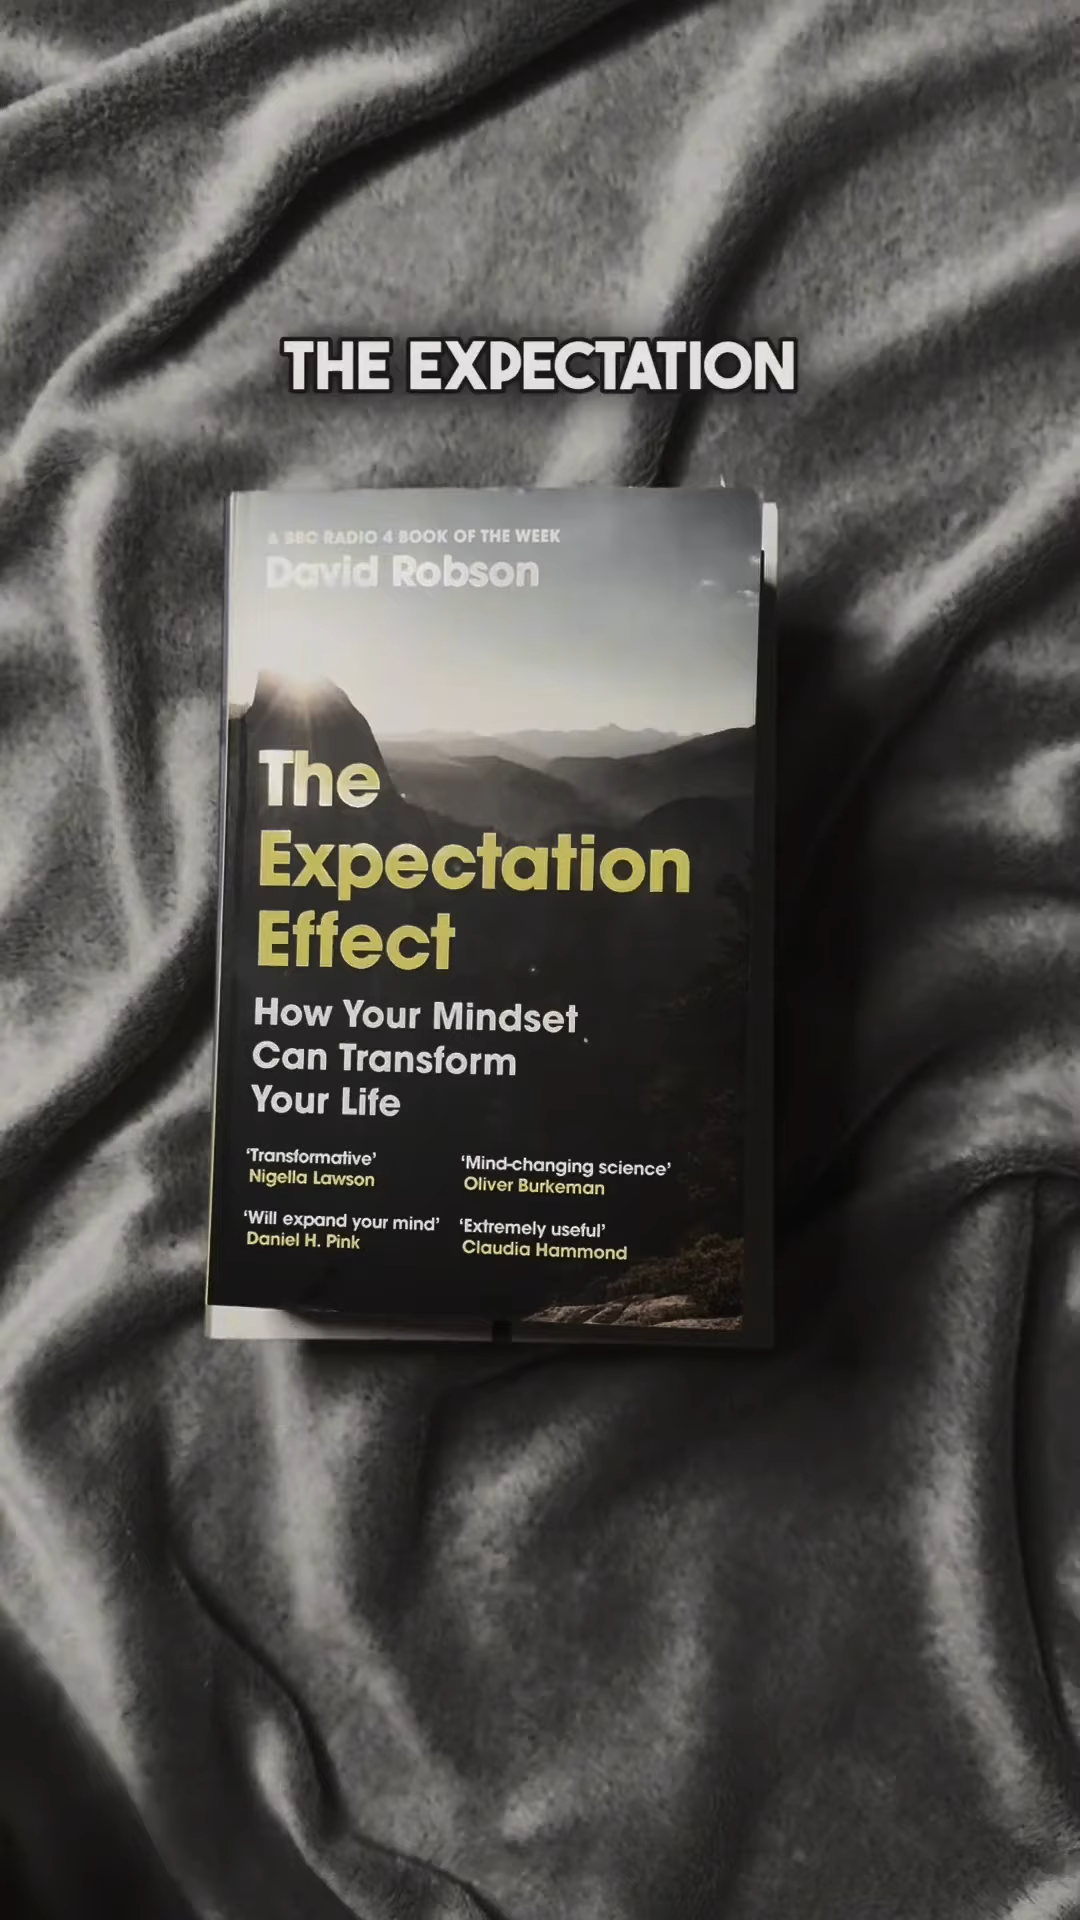 THE EXPECTATION
A BBC RADIO 4 BOOK OF THE WEEK
David Robson
The
Expectation
Effect
How Your Mindset
Can Transform
Your Life
‘Transformative’
Nigella Lawson
‘Mind-changing science’
Oliver Burkeman
‘Will expand your mind’
Daniel H. Pink
‘Extremely useful’
Claudia Hammond